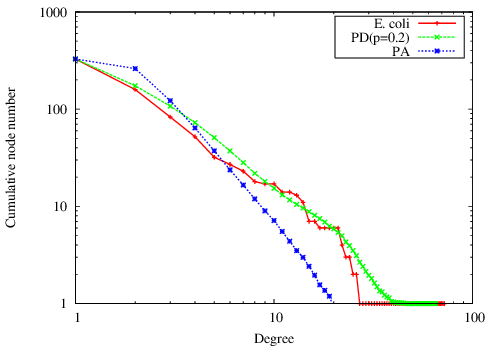 1000
E. coli
PD(p=0.2)
PA
100
Cumulative node number
10
1
1 10 100
Degree